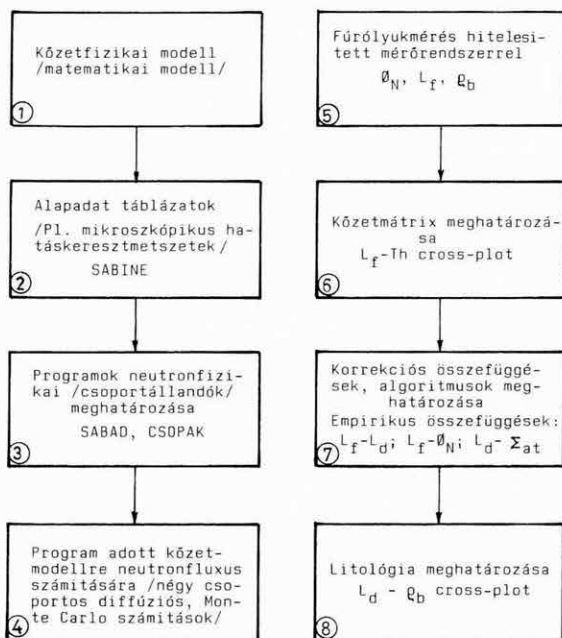 Kőzetfizikai modell
/matematikai modell/
1
Alapadat táblázatok
/Pl. mikroszkópikus ha-
táskeresztmetszetek/
SABINE
2
Programok neutronfizi-
kai /csoportállandók/
meghatározása
SABAD, CSOPAK
3
Program adott kőzet-
modellre neutronfluxus
számitására /négy cso-
portos diffúziós, Mon-
te Carlo számitások/
4
Fúrólyukmérés hitelesi-
tett mérőrendszerrel
Ø_N, L_f, ϱ_b
5
Kőzetmátrix meghatározá-
sa
L_f-Th cross-plot
6
Korrekciós összefüggé-
sek, algoritmusok meg-
határozása
Empirikus összefüggések:
L_f-L_d; L_f-Ø_N; L_d- Σ_at
7
Litológia meghatározása
L_d - ϱ_b cross-plot
8